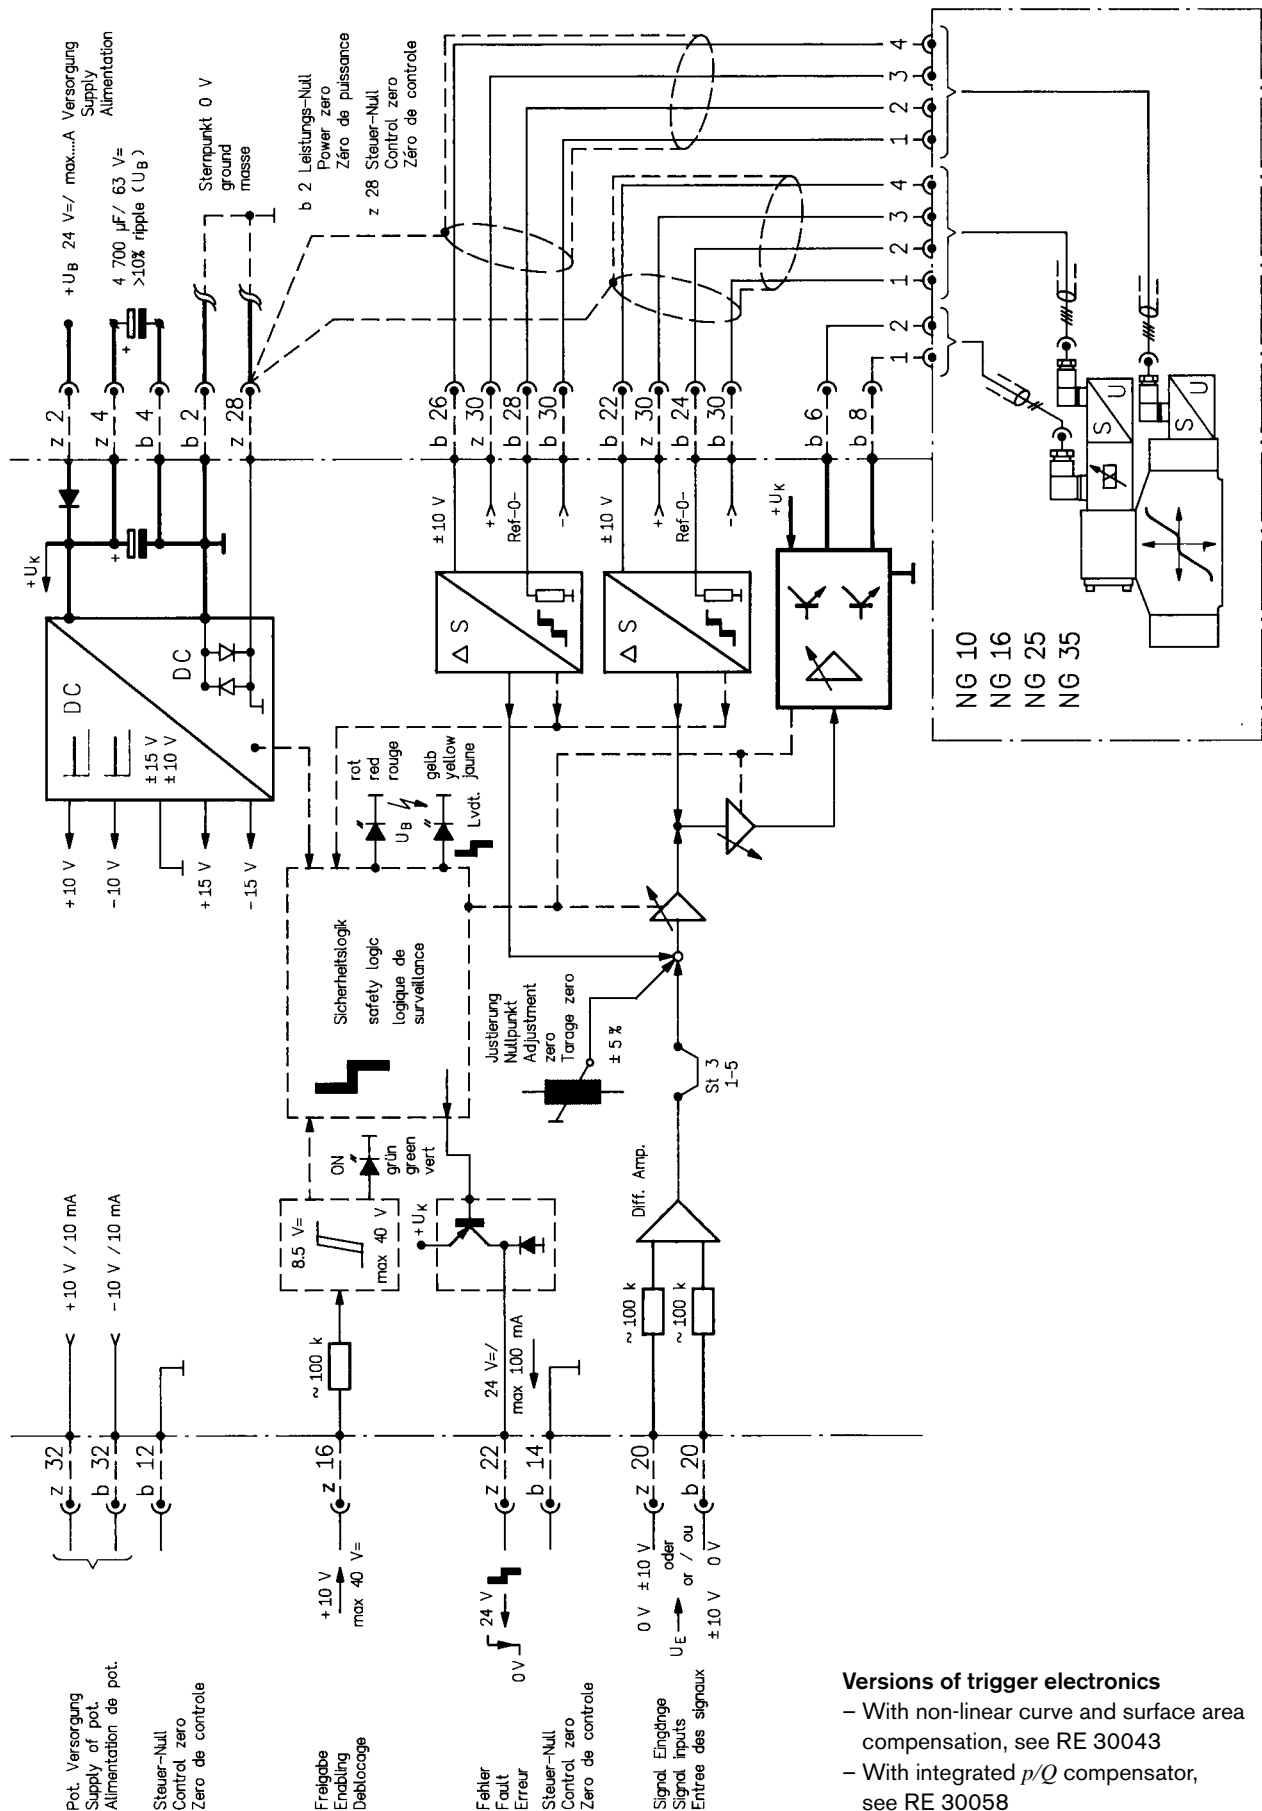 Pot. Versorgung
Supply of pot.
Alimentation de pot.
Steuer-Null
Control zero
Zero de controle
Freigabe
Enabling
Deblocage
Fehler
Fault
Erreur
Steuer-Null
Control zero
Zero de controle
Signal Eingänge
Signal inputs
Entree des signaux
+10 V
max 40 V=
24 V
0V
0 V ±10 V
oder
UE or / ou
±10 V 0 V
z 32
b 32
b 12
z 16
z 22
b 14
z 20
b 20
+10 V / 10 mA
-10 V / 10 mA
~ 100 k
24 V=/
max 100 mA
~ 100 k
~ 100 k
8.5 V=
max 40 V
ON
grün
green
vert
+UK
Diff. Amp.
St 3
1-5
Justierung
Nullpunkt
Adjustment
zero
Tarage zero
±5%
Sicherheitslogik
safety logic
logique de
surveillance
rot
red
rouge
UB
gelb
yellow
jaune
Lvdt.
+10 V
-10 V
+15 V
-15 V
DC
DC
±15 V
±10 V
+UK
Δ S
Δ S
±10 V
+
Ref-0-
-
±10 V
+
Ref-0-
-
+UK
+
z 2
z 4
b 4
b 2
z 28
b 26
z 30
b 28
b 30
b 22
z 30
b 24
b 30
b 6
b 8
+
+UB 24 V=/ max...A Versorgung
Supply
Alimentation
4 700 µF/ 63 V=
>10% ripple (UB)
Sternpunkt 0 V
ground
masse
b 2 Leistungs-Null
Power zero
Zéro de puissance
z 28 Steuer-Null
Control zero
Zéro de controle
4
3
2
1
4
3
2
1
2
1
NG 10
NG 16
NG 25
NG 35
S
U
S
U
Versions of trigger electronics
– With non-linear curve and surface area
compensation, see RE 30043
– With integrated p/Q compensator,
see RE 30058